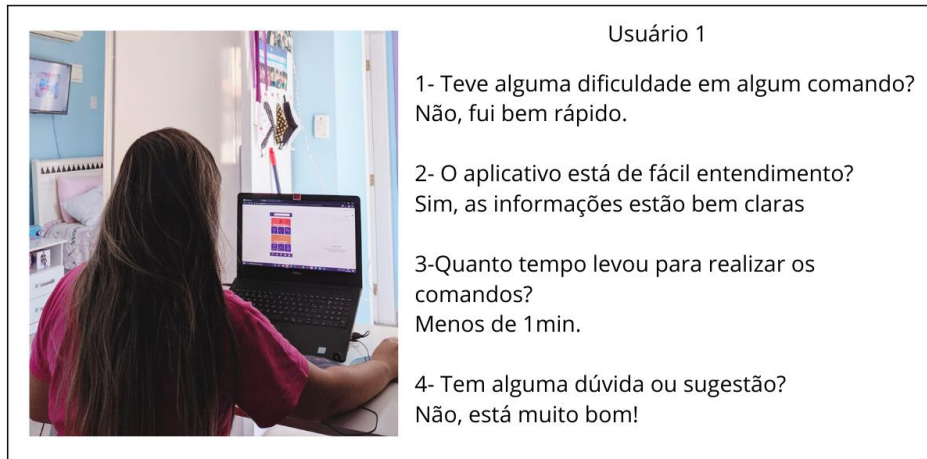 Usuário 1
1- Teve alguma dificuldade em algum comando?
Não, fui bem rápido.
2- O aplicativo está de fácil entendimento?
Sim, as informações estão bem claras
3-Quanto tempo levou para realizar os
comandos?
Menos de 1min.
4- Tem alguma dúvida ou sugestão?
Não, está muito bom!